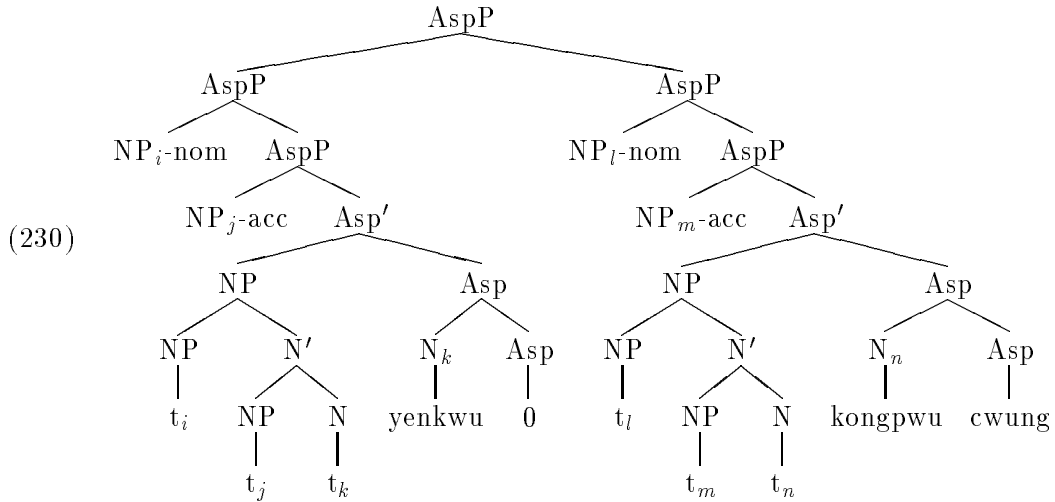 AspP
AspP AspP
NP_i-nom AspP NP_l-nom AspP
NP_j-acc Asp′ NP_m-acc Asp′
(230)
NP Asp NP Asp
NP N′ N_k Asp NP N′ N_n Asp
t_i NP N yenkwu 0 t_l NP N kongpwu cwung
t_j t_k t_m t_n